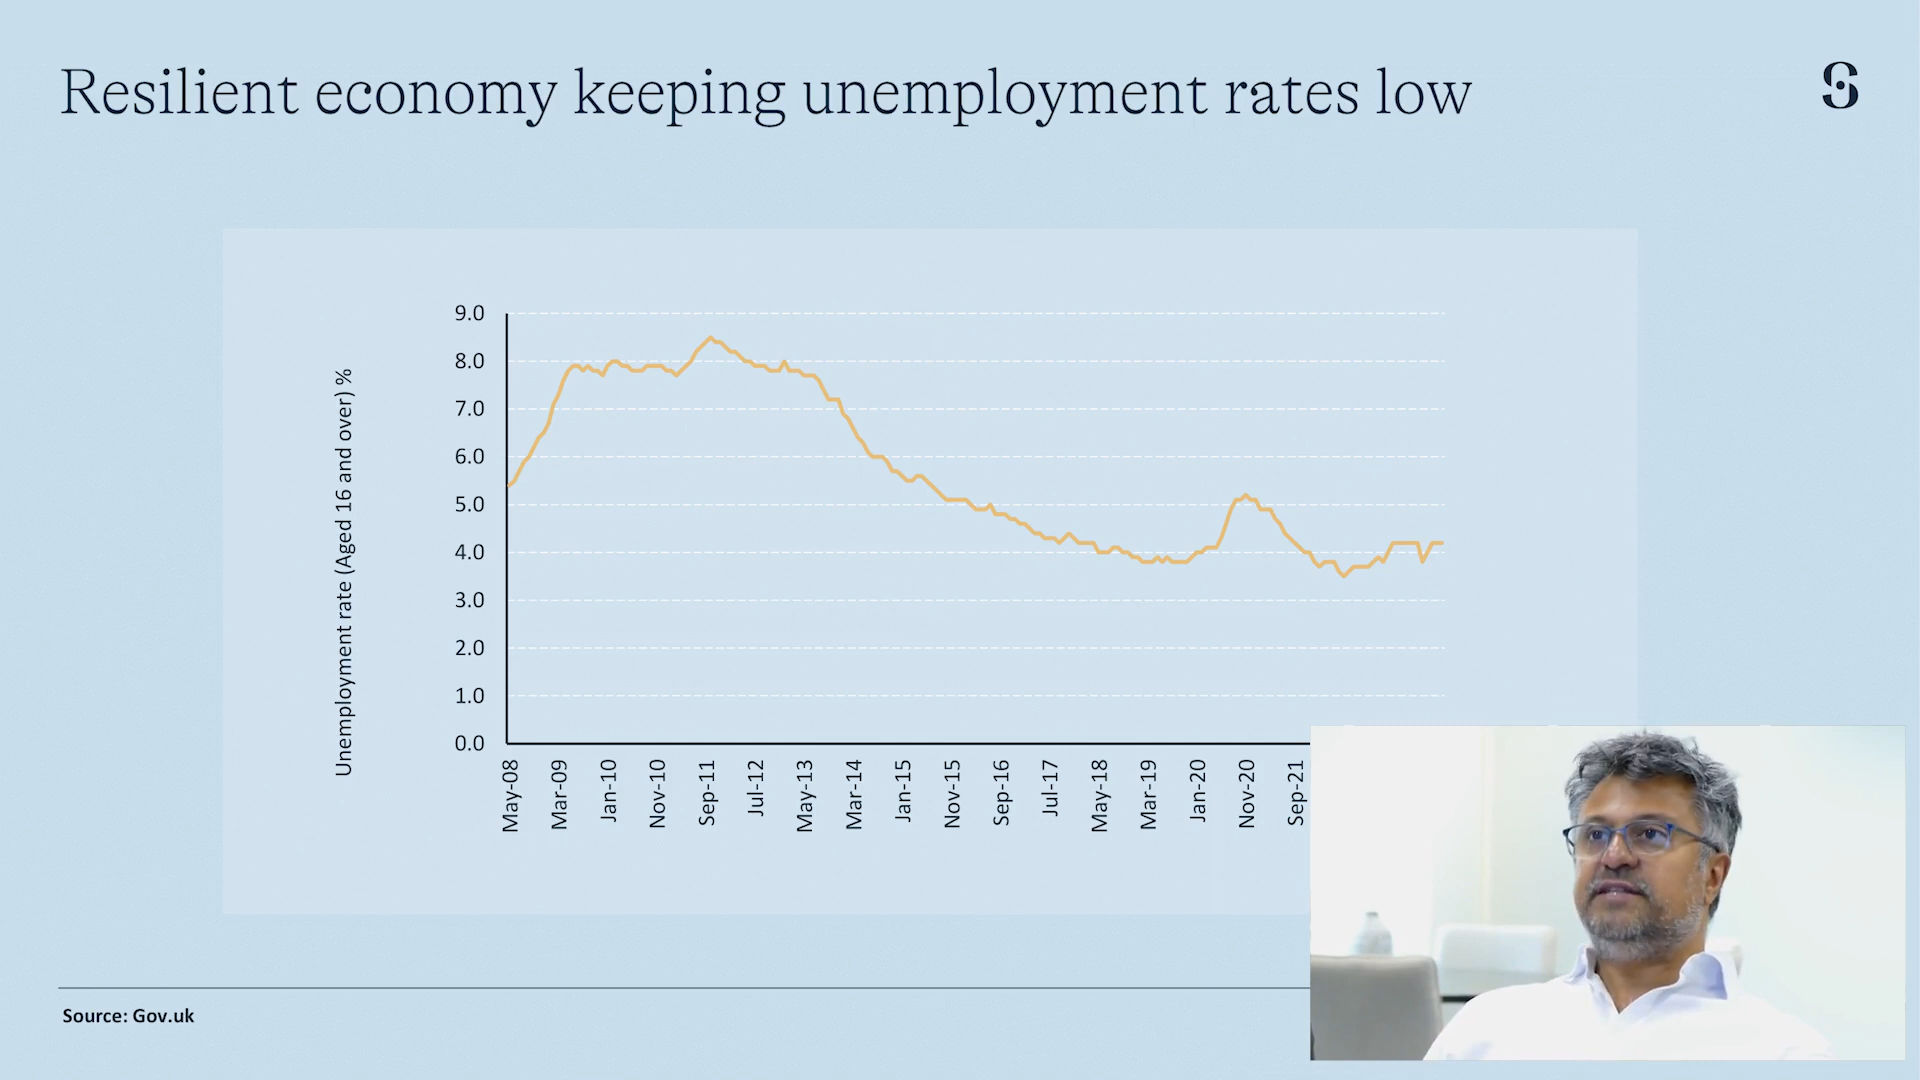 Resilient economy keeping unemployment rates low
Unemployment rate (Aged 16 and over) %
9.0
8.0
7.0
6.0
5.0
4.0
3.0
2.0
1.0
0.0
May-08
Mar-09
Jan-10
Nov-10
Sep-11
Jul-12
May-13
Mar-14
Jan-15
Nov-15
Sep-16
Jul-17
May-18
Mar-19
Jan-20
Nov-20
Sep-21
Source: Gov.uk